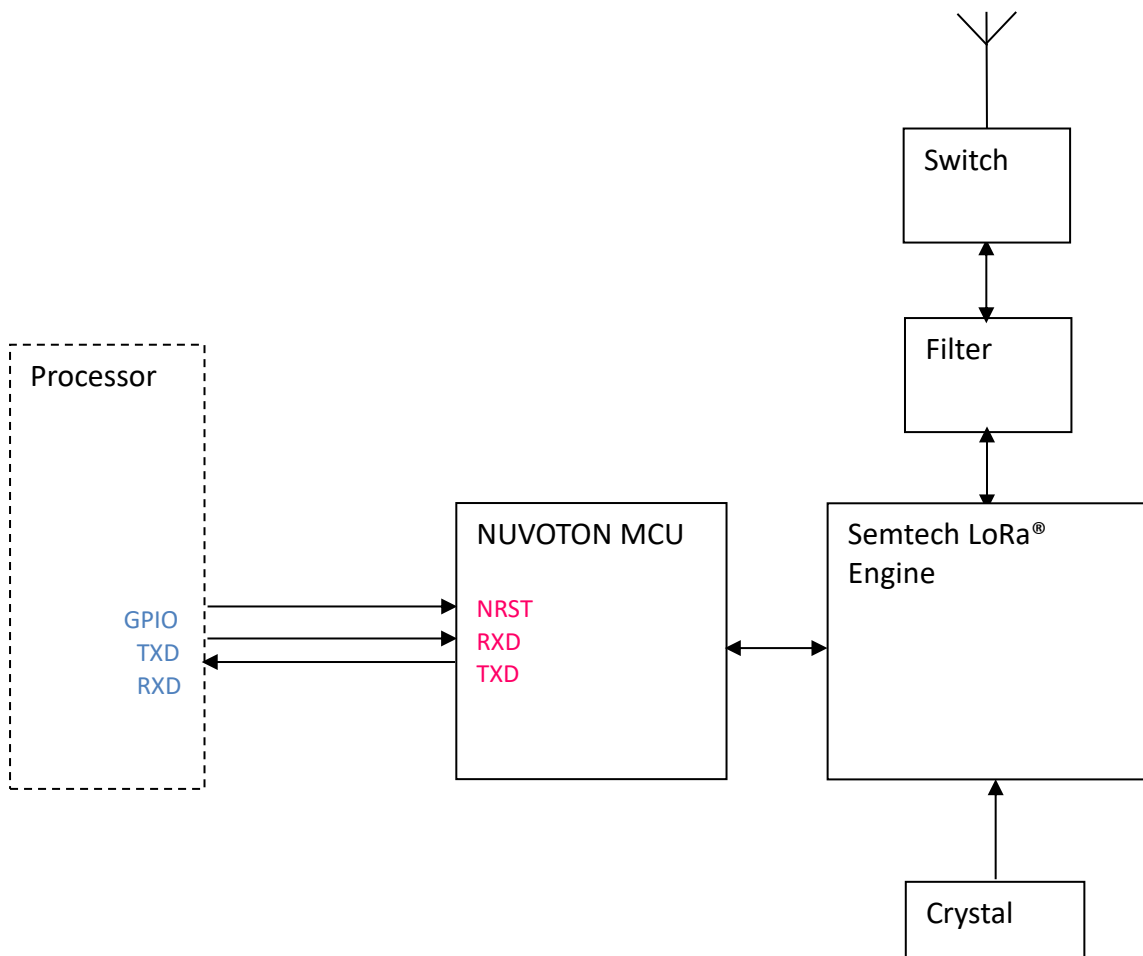 Switch
Filter
Processor
NUVOTON MCU
Semtech LoRa®
Engine
GPIO
TXD
RXD
NRST
RXD
TXD
Crystal